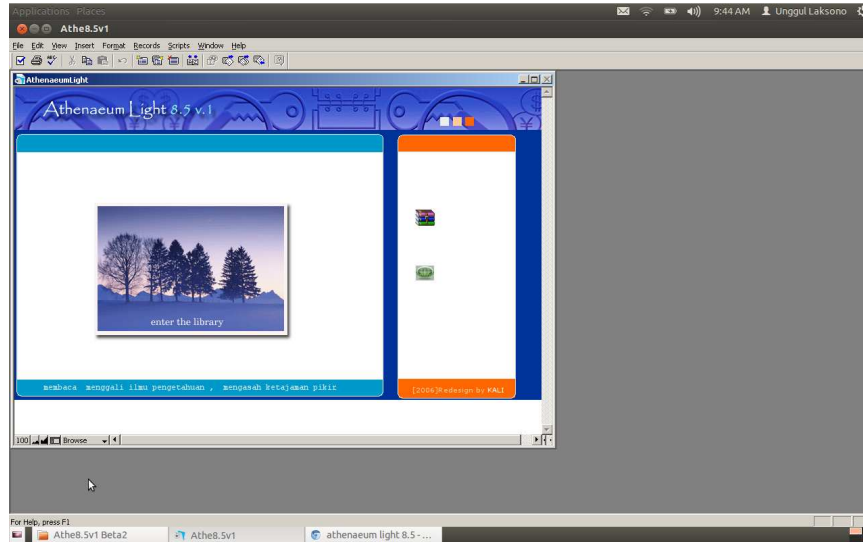 Applications Places
9:44 AM Unggul Laksono
Athe8.5v1
File Edit View Insert Format Records Scripts Window Help
AthenaeumLight
Athenaeum Light 8.5 v.1
enter the library
membaca menggali ilmu pengetahuan , mengasah ketajaman pikir
[2006]Redesign by KALI
100 Browse
For Help, press F1
Athe8.5v1 Beta2 Athe8.5v1 athenaeum light 8.5 - ...